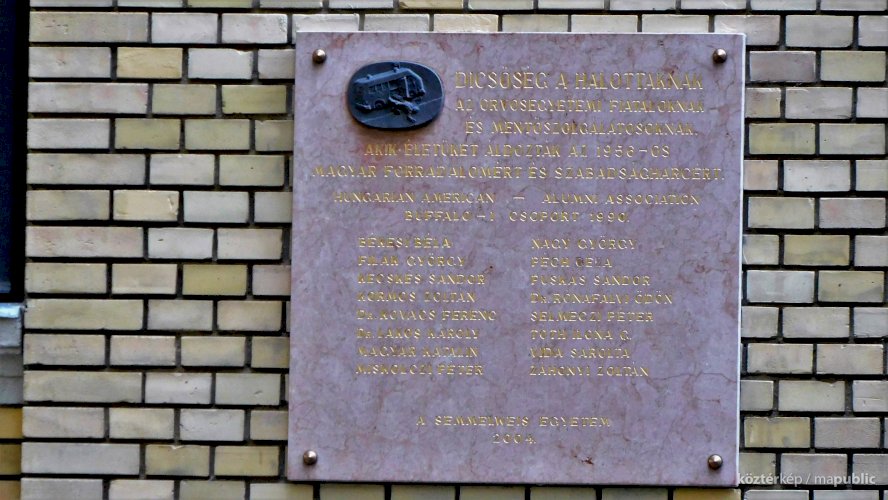 DICSŐSÉG A HALOTTAKNAK
AZ ORVOSEGYETEMI FIATALOKNAK
ÉS MENTŐSZOLGÁLATOSOKNAK,
AKIK ÉLETÜKET ÁLDOZTÁK AZ 1956-OS
MAGYAR FORRADALOMÉRT ÉS SZABADSÁGHARCÉRT.
HUNGARIAN AMERICAN - ALUMNI ASSOCIATION
BUFFALO-I CSOPORT 1990.
BÉKÉSI BÉLA
FILÁK GYÖRGY
KECSKÉS SÁNDOR
KORMOS ZOLTÁN
Dr. KOVÁCS FERENC
Dr. LAKOS KÁROLY
MAGYAR KATALIN
MISKOLCZI PÉTER
NAGY GYÖRGY
PECH GÉZA
PUSKÁS SÁNDOR
Dr. RÓNAFALVI ÖDÖN
SELMECZI PÉTER
TÓTH ILONA G.
VIDA SAROLTA
ZÁHONYI ZOLTÁN
A SEMMELWEIS EGYETEM
2004.
köztérkép / mapublic